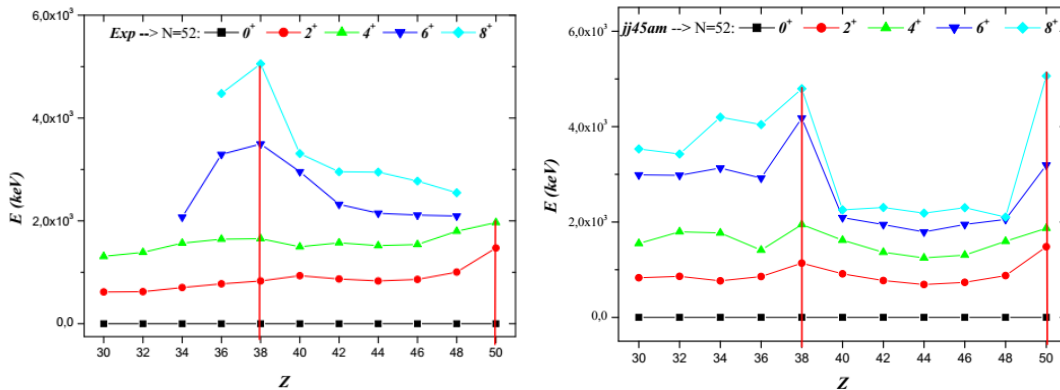 Exp --> N=52: 0⁺ 2⁺ 4⁺ 6⁺ 8⁺
6,0x10³
4,0x10³
2,0x10³
0,0
E (keV)
30 32 34 36 38 40 42 44 46 48 50
Z
jj45am --> N=52: 0⁺ 2⁺ 4⁺ 6⁺ 8⁺
6,0x10³
4,0x10³
2,0x10³
0,0
E (keV)
30 32 34 36 38 40 42 44 46 48 50
Z